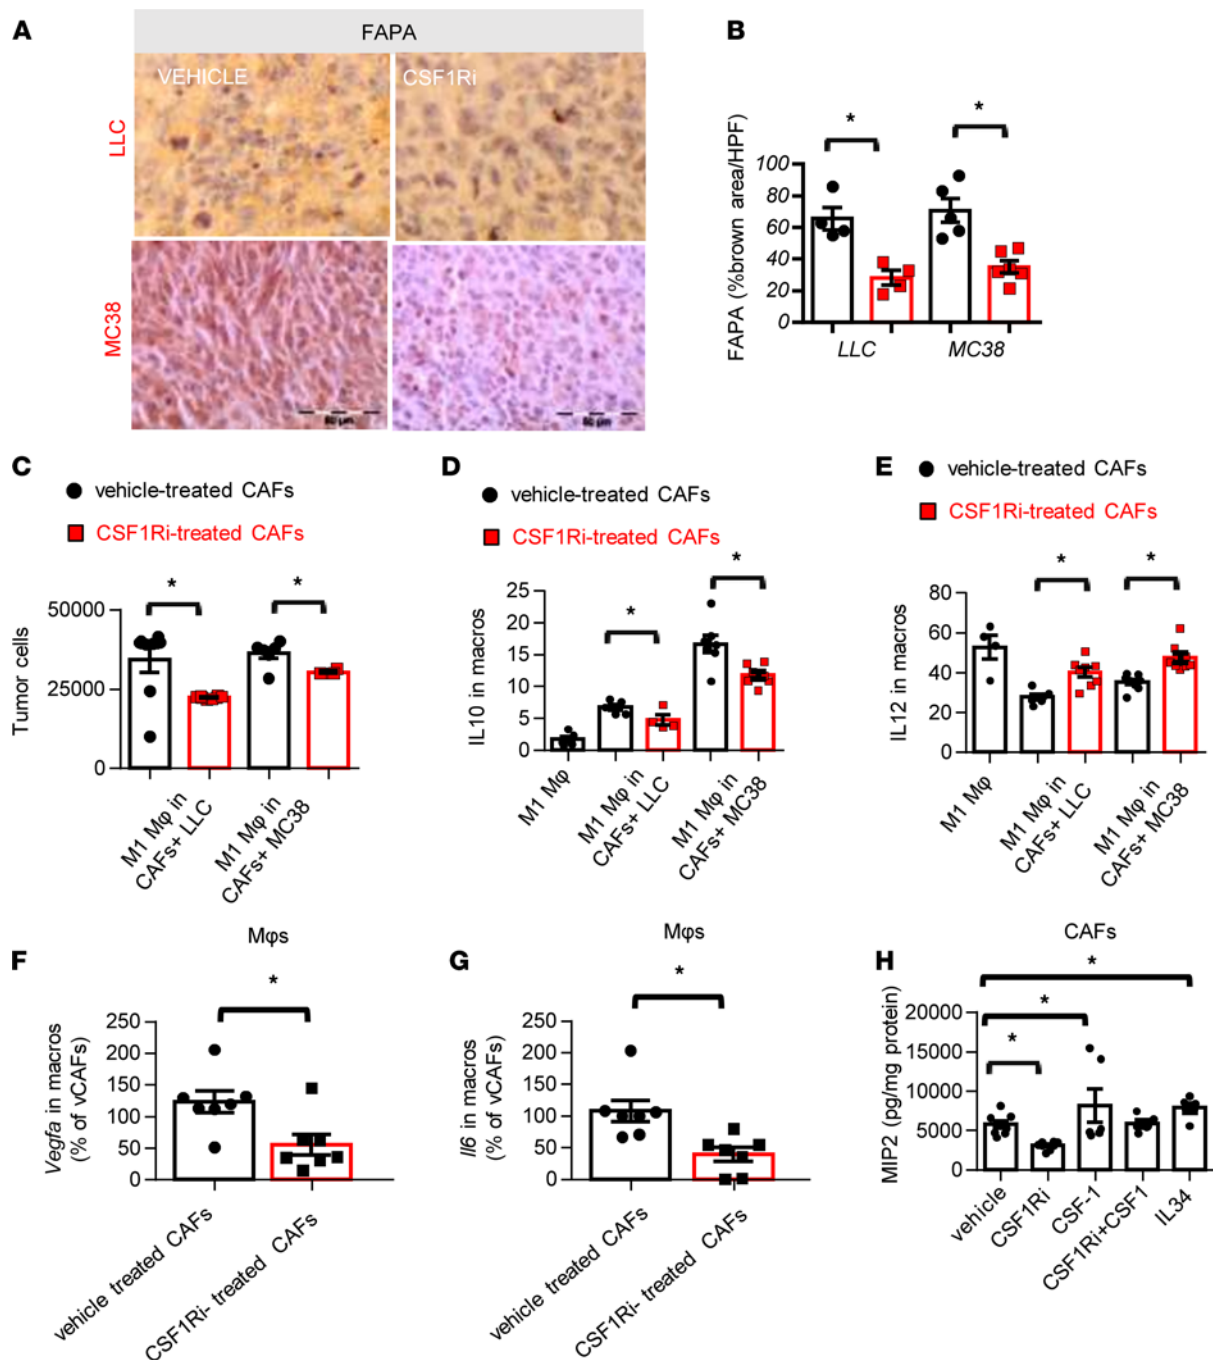 A
FAPA
VEHICLE
CSF1Ri
LLC
MC38
60 μm
60 μm
B
FAPA (%brown area/HPF)
100
80
60
40
20
0
*
*
LLC
MC38
C
vehicle-treated CAFs
CSF1Ri-treated CAFs
Tumor cells
50000
25000
0
*
*
M1 Mφ in
CAFs+ LLC
M1 Mφ in
CAFs+ MC38
D
vehicle-treated CAFs
CSF1Ri-treated CAFs
IL10 in macros
25
20
15
10
5
0
*
*
M1 Mφ
M1 Mφ in
CAFs+ LLC
M1 Mφ in
CAFs+ MC38
E
vehicle-treated CAFs
CSF1Ri-treated CAFs
IL12 in macros
80
60
40
20
0
*
*
M1 Mφ
M1 Mφ in
CAFs+ LLC
M1 Mφ in
CAFs+ MC38
F
Mφs
Vegfa in macros
(% of vCAFs)
250
200
150
100
50
0
*
vehicle treated CAFs
CSF1Ri- treated CAFs
G
Mφs
Il6 in macros
(% of vCAFs)
250
200
150
100
50
0
*
vehicle treated CAFs
CSF1Ri- treated CAFs
H
CAFs
MIP2 (pg/mg protein)
20000
15000
10000
5000
0
*
*
*
vehicle
CSF1Ri
CSF-1
CSF1Ri+CSF1
IL34